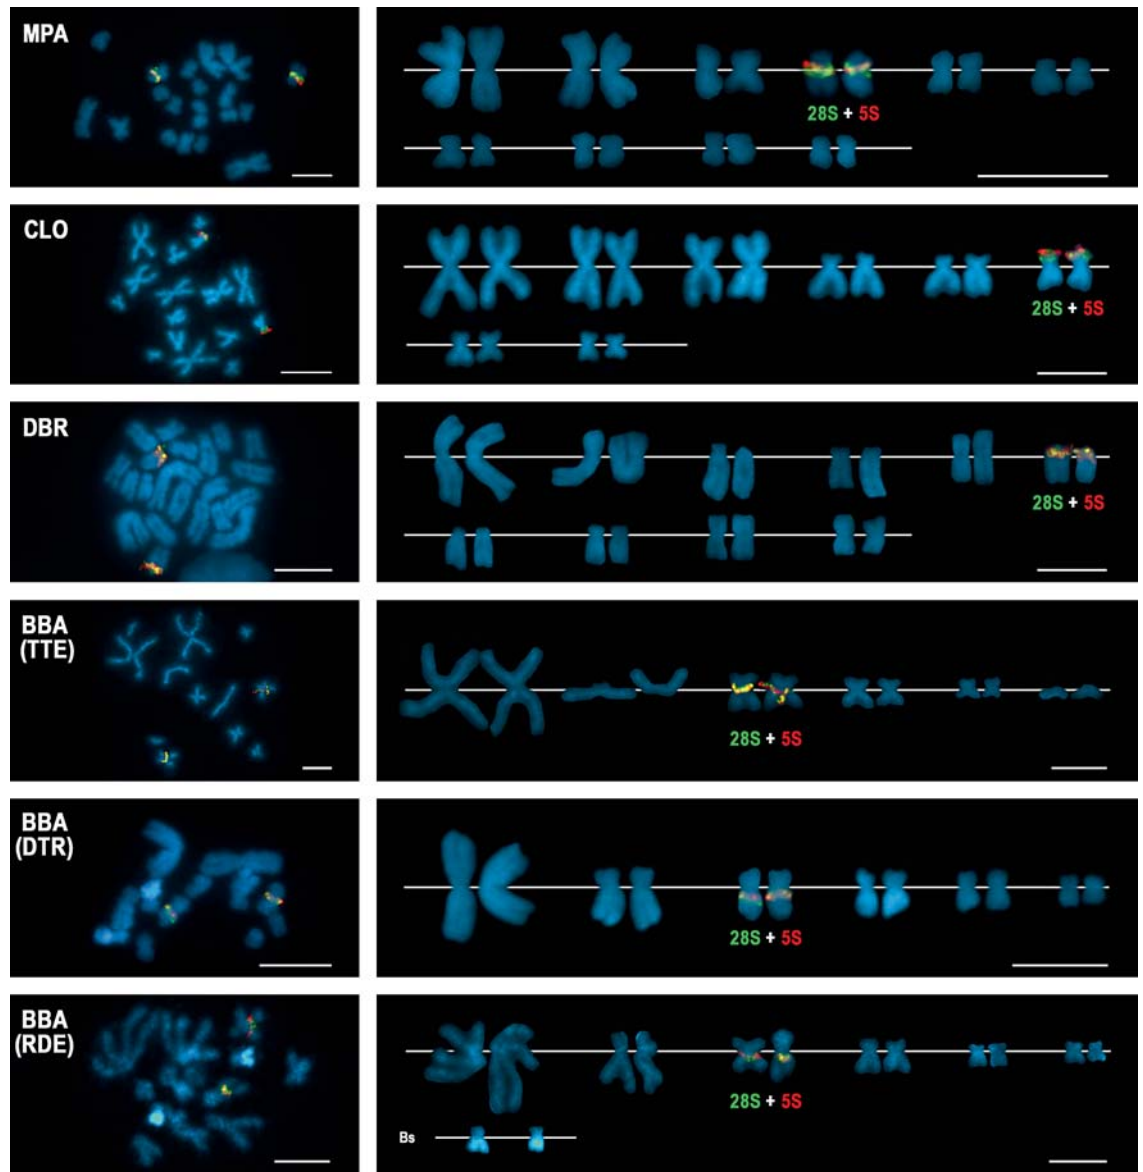 MPA
28S + 5S
CLO
28S + 5S
DBR
28S + 5S
BBA
(TTE)
28S + 5S
BBA
(DTR)
28S + 5S
BBA
(RDE)
28S + 5S
Bs